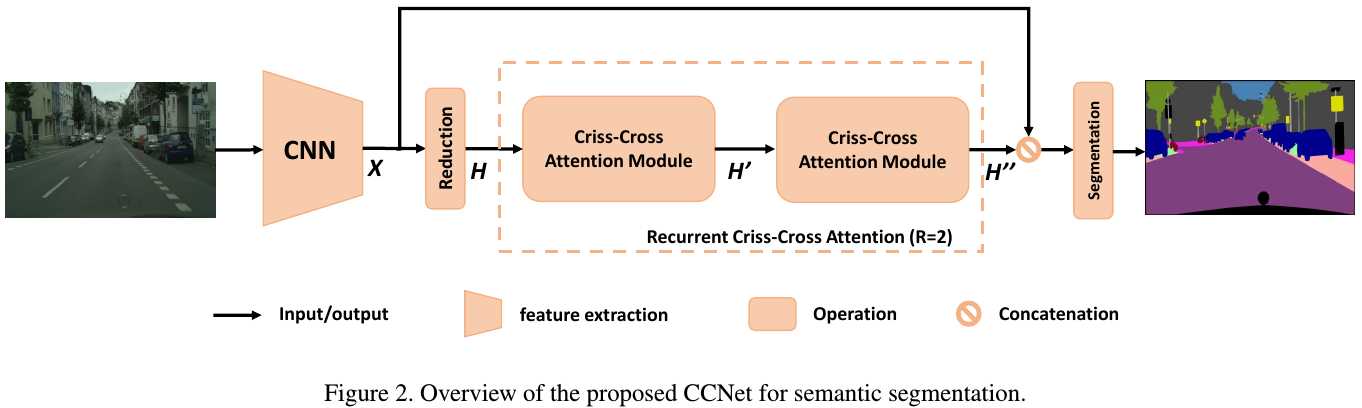 CNN
X
Reduction
H
Criss-Cross
Attention Module
H’
Criss-Cross
Attention Module
H’’
Segmentation
Recurrent Criss-Cross Attention (R=2)
Input/output
feature extraction
Operation
Concatenation
Figure 2. Overview of the proposed CCNet for semantic segmentation.